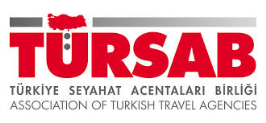 TÜRSAB
TÜRKİYE SEYAHAT ACENTALARI BİRLİĞİ
ASSOCIATION OF TURKISH TRAVEL AGENCIES